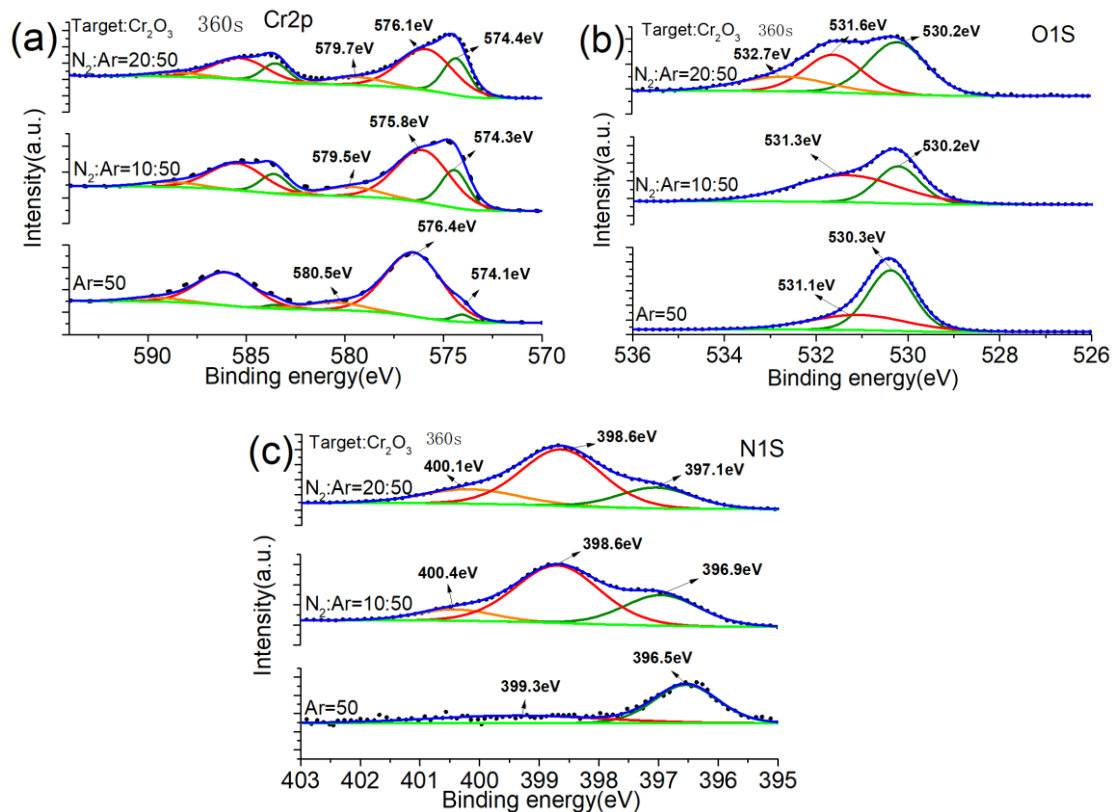 (a)
Target:Cr₂O₃ 360s Cr2p
576.1eV
579.7eV
574.4eV
N₂:Ar=20:50
575.8eV
574.3eV
579.5eV
N₂:Ar=10:50
576.4eV
580.5eV
574.1eV
Ar=50
Intensity(a.u.)
590 580 570
Binding energy(eV)
(b)
Target:Cr₂O₃ 360s O1S
531.6eV
530.2eV
532.7eV
N₂:Ar=20:50
531.3eV
530.2eV
N₂:Ar=10:50
530.3eV
531.1eV
Ar=50
Intensity(a.u.)
536 534 532 530 528 526
Binding energy(eV)
(c)
Target:Cr₂O₃ 360s N1S
398.6eV
400.1eV
397.1eV
N₂:Ar=20:50
398.6eV
400.4eV
396.9eV
N₂:Ar=10:50
396.5eV
399.3eV
Ar=50
Intensity(a.u.)
403 402 401 400 399 398 397 396 395
Binding energy(eV)